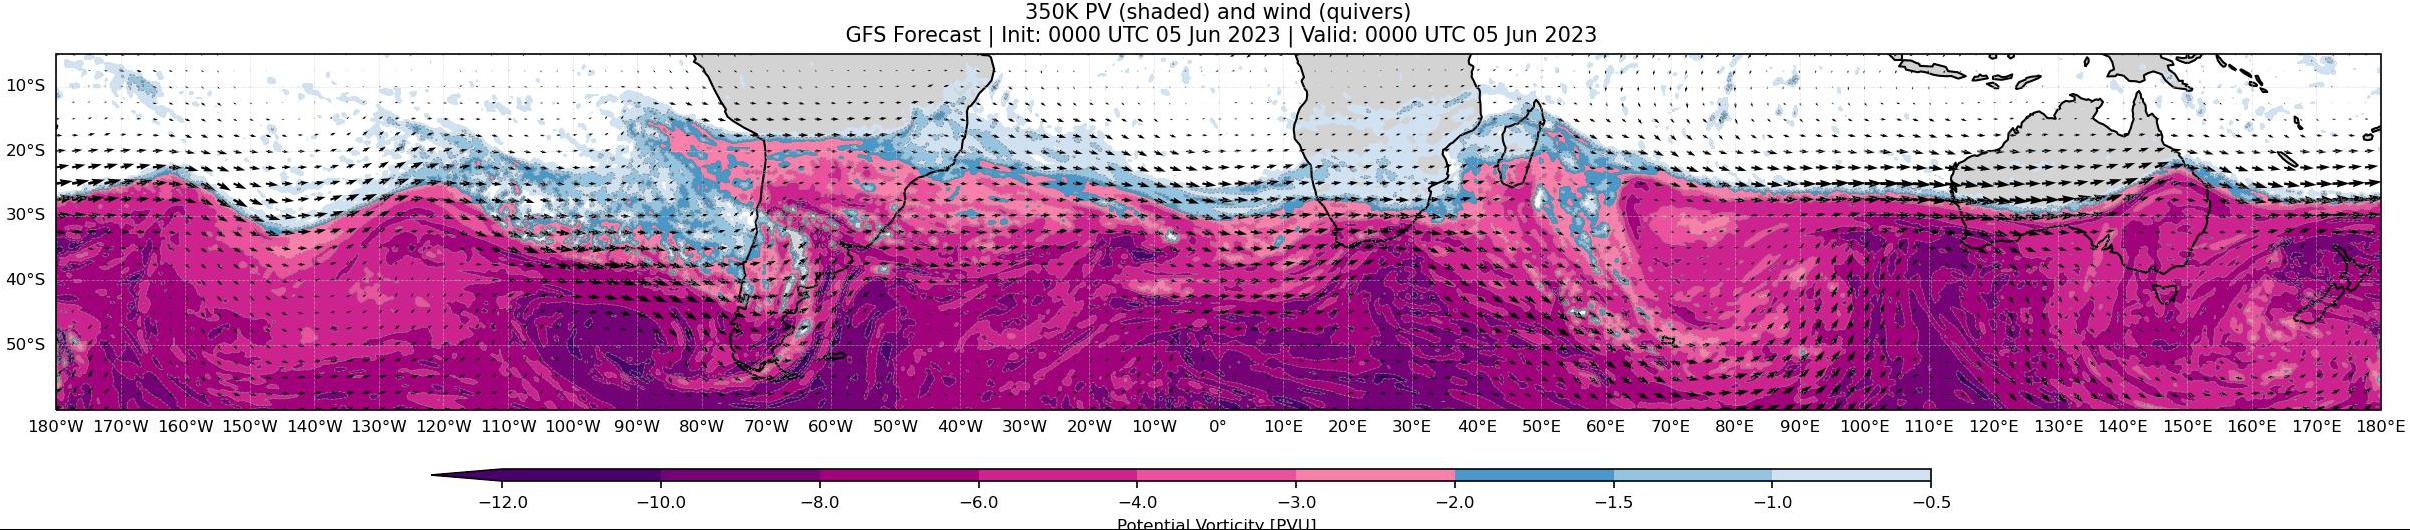 350K PV (shaded) and wind (quivers)
GFS Forecast | Init: 0000 UTC 05 Jun 2023 | Valid: 0000 UTC 05 Jun 2023
10°S
20°S
30°S
40°S
50°S
180°W 170°W 160°W 150°W 140°W 130°W 120°W 110°W 100°W 90°W 80°W 70°W 60°W 50°W 40°W 30°W 20°W 10°W 0° 10°E 20°E 30°E 40°E 50°E 60°E 70°E 80°E 90°E 100°E 110°E 120°E 130°E 140°E 150°E 160°E 170°E 180°E
−12.0 −10.0 −8.0 −6.0 −4.0 −3.0 −2.0 −1.5 −1.0 −0.5
Potential Vorticity [PVU]